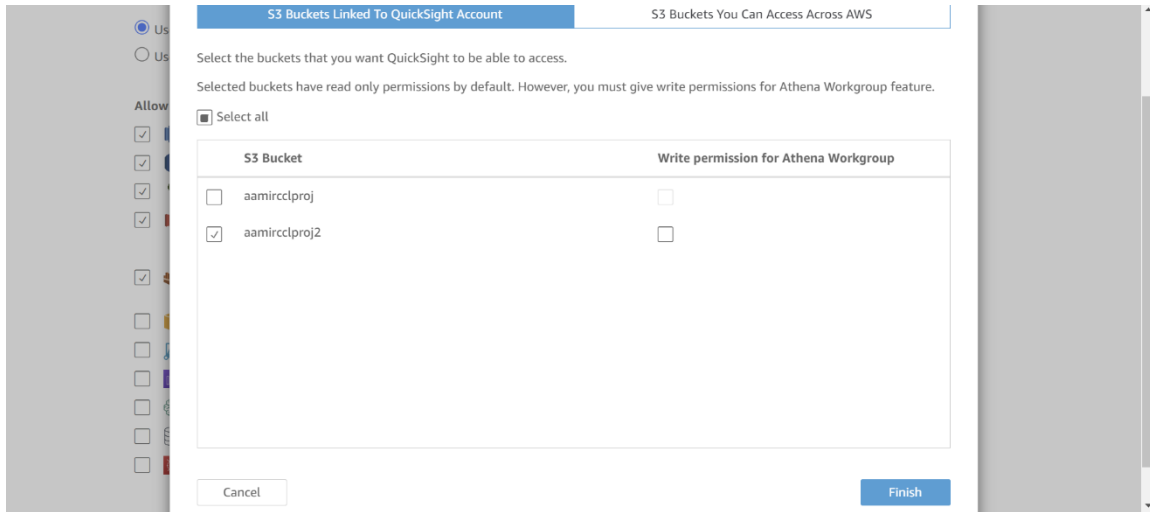 S3 Buckets Linked To QuickSight Account
S3 Buckets You Can Access Across AWS
Us
Us
Select the buckets that you want QuickSight to be able to access.
Selected buckets have read only permissions by default. However, you must give write permissions for Athena Workgroup feature.
Allow
Select all
S3 Bucket
Write permission for Athena Workgroup
aamircclproj
aamircclproj2
Cancel
Finish